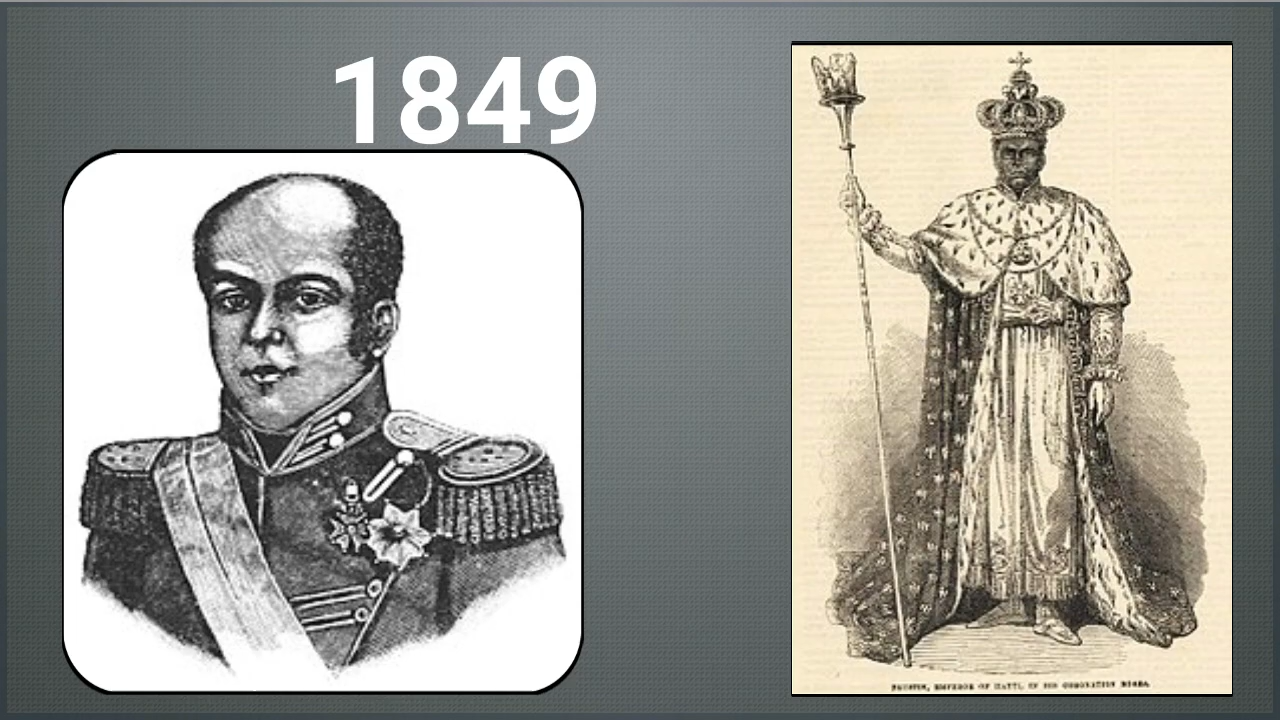 1849
FAUSTIN, EMPEROR OF HAYTI, IN HIS CORONATION ROBES.